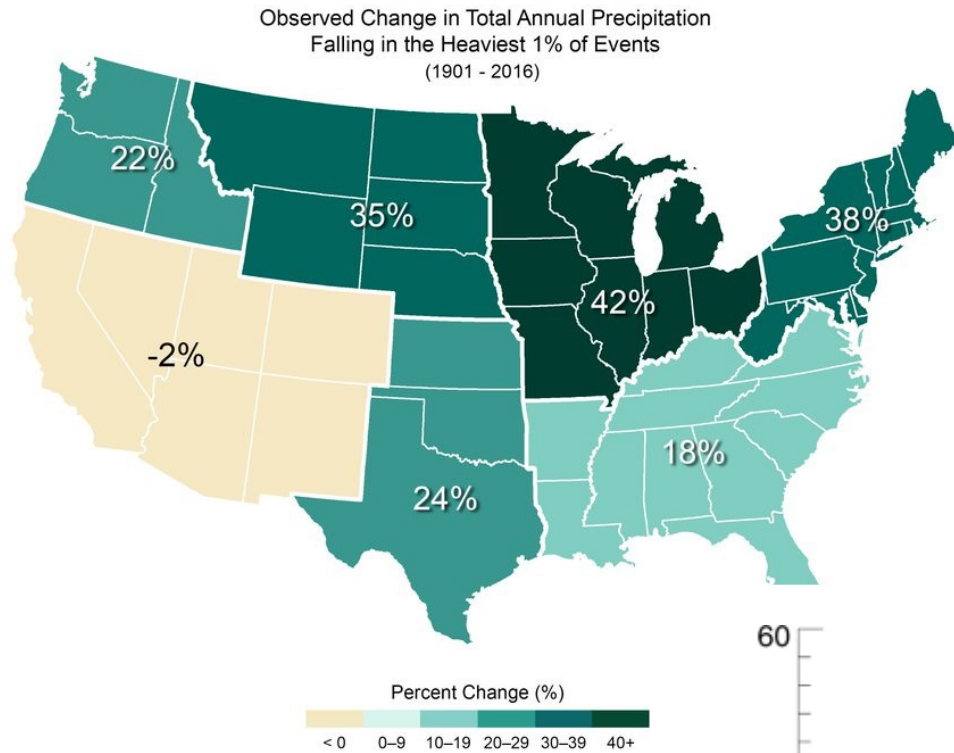 Observed Change in Total Annual Precipitation
Falling in the Heaviest 1% of Events
(1901 - 2016)
22%
35%
38%
42%
-2%
18%
24%
60
Percent Change (%)
< 0 0–9 10–19 20–29 30–39 40+